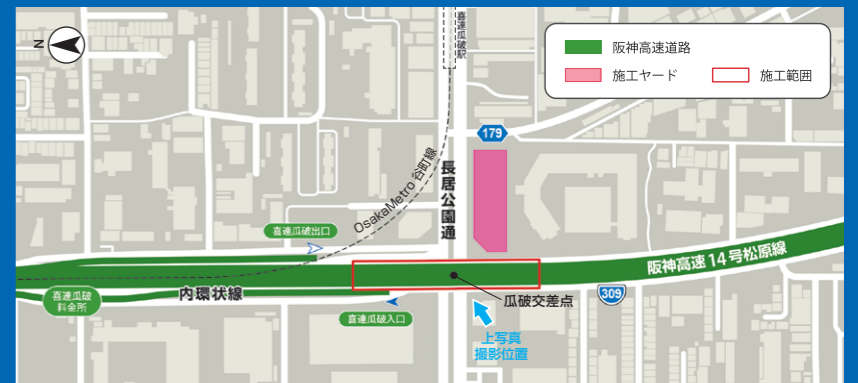 N
喜連瓜破駅
阪神高速道路
施工ヤード
施工範囲
179
OsakaMetro 谷町線
長居公園通
喜連瓜破出口
阪神高速14号松原線
内環状線
喜連瓜破
料金所
瓜破交差点
309
喜連瓜破入口
上写真
撮影位置